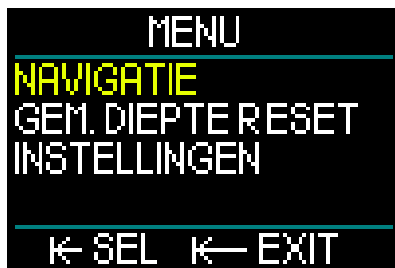 MENU
NAVIGATIE
GEM. DIEPTE RESET
INSTELLINGEN
SEL EXIT